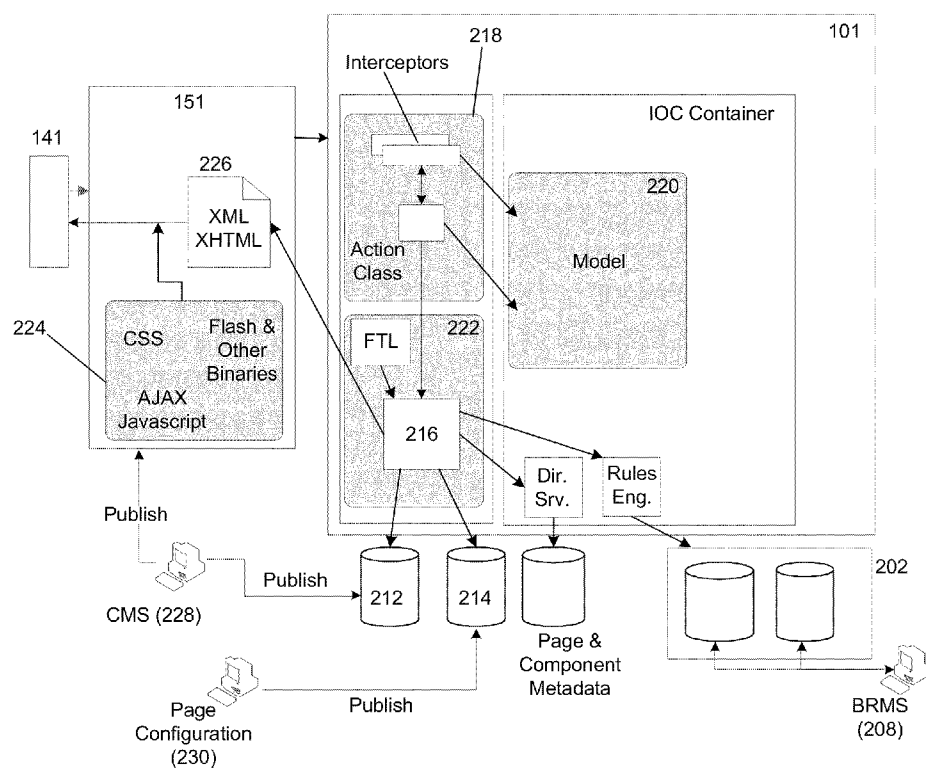 218
101
Interceptors
151
IOC Container
141
226
220
XML
XHTML
Action
Class
Model
224
222
CSS
Flash &
Other
Binaries
FTL
AJAX
Javascript
216
Dir.
Srv.
Rules
Eng.
Publish
202
Publish
212
214
CMS (228)
Page &
Component
Metadata
Publish
Page
Configuration
(230)
BRMS
(208)